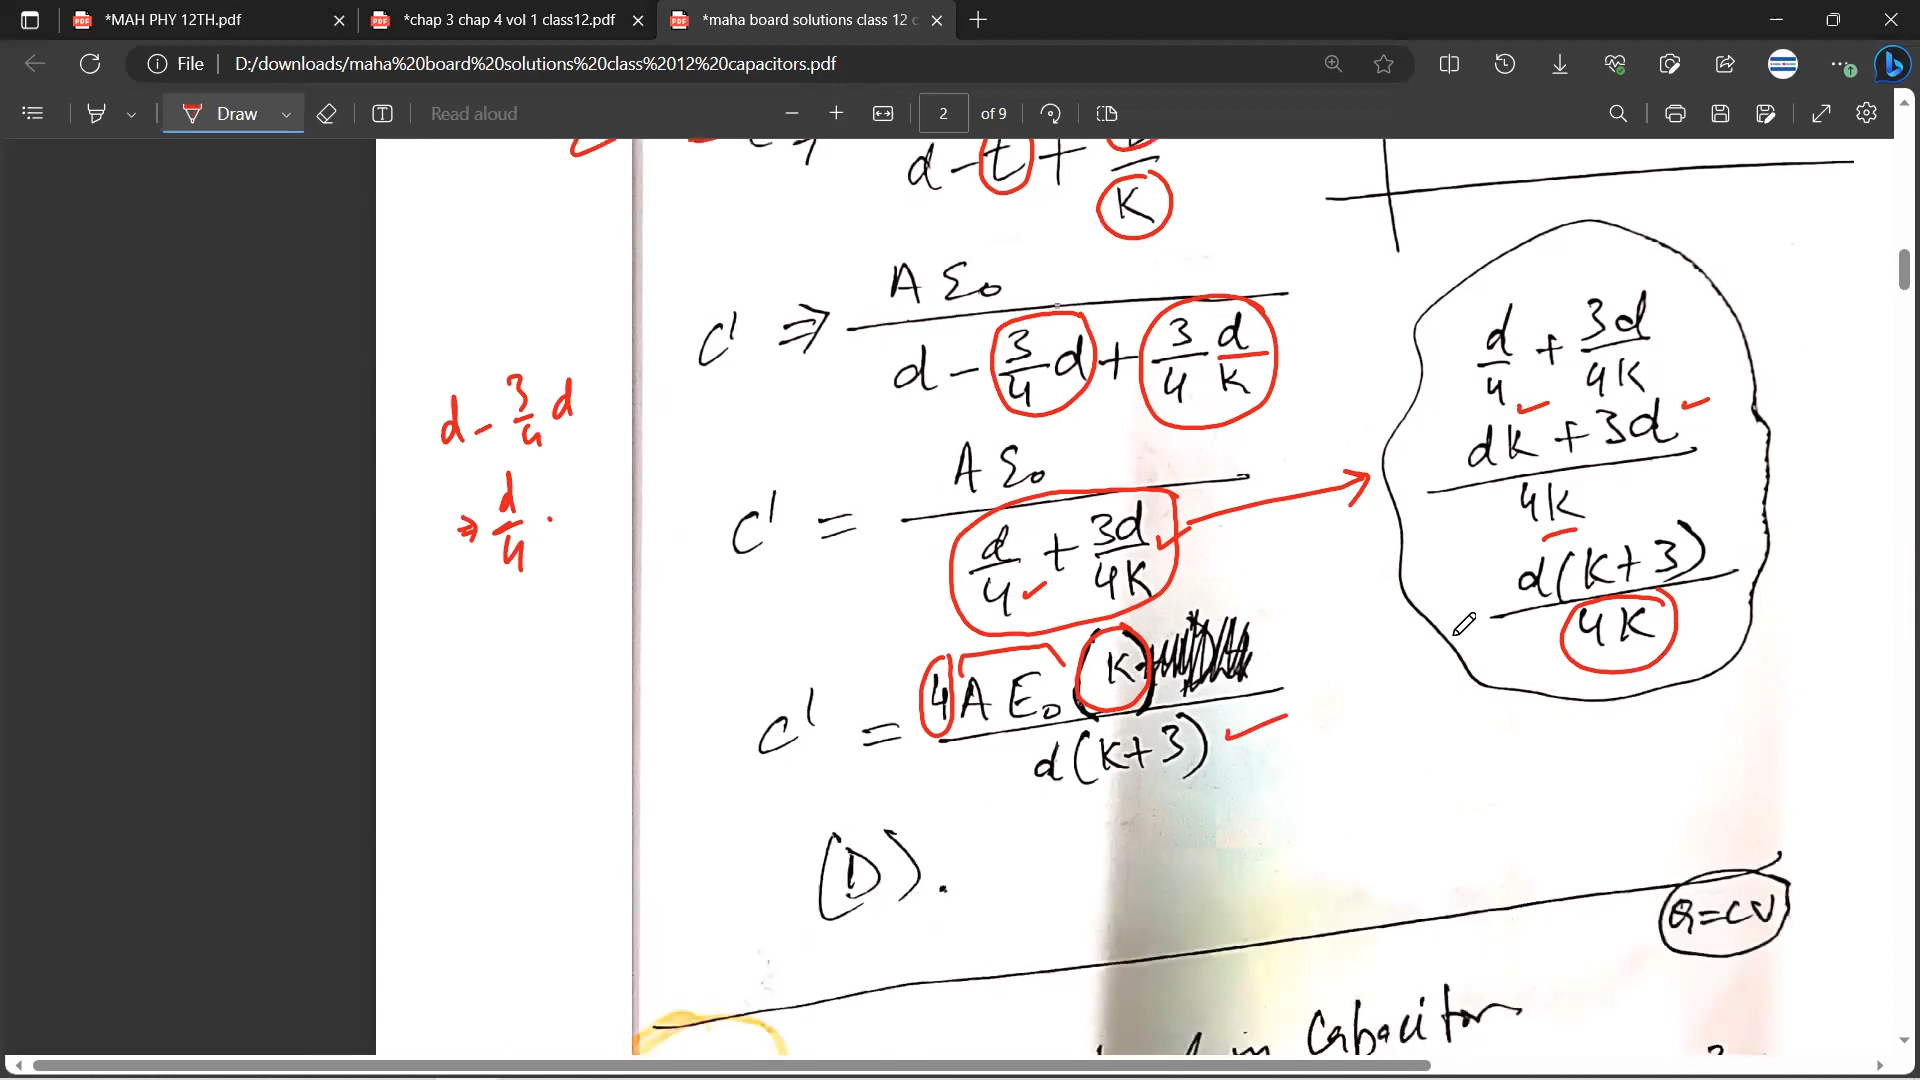 *MAH PHY 12TH.pdf
*chap 3 chap 4 vol 1 class12.pdf
*maha board solutions class 12 c
File
D:/downloads/maha%20board%20solutions%20class%2012%20capacitors.pdf
Draw
Read aloud
2 of 9
d - t +
K
C' ⇒ A ε₀
d - 3/4 d + 3/4 d/k
d - 3/4 d
⇒ d/4 .
C' = A ε₀
d/4 + 3d/4K
C' = 4 A E₀ (K
d(K+3)
d/4 + 3d/4K
dK + 3d
4K
d(K+3)
4K
(D).
Q=CV
in Capacitor